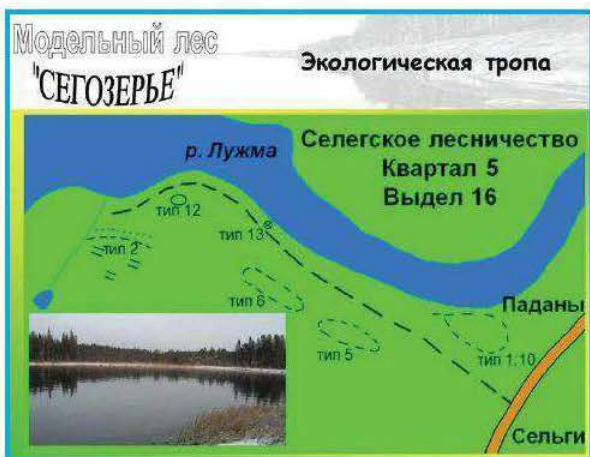 Модельный лес
"СЕГОЗЕРЬЕ"
Экологическая тропа
Селегское лесничество
Квартал 5
Выдел 16
р. Лужма
тип 12
тип 13
тип 2
тип 6
тип 5
тип 1,10
Паданы
Сельги